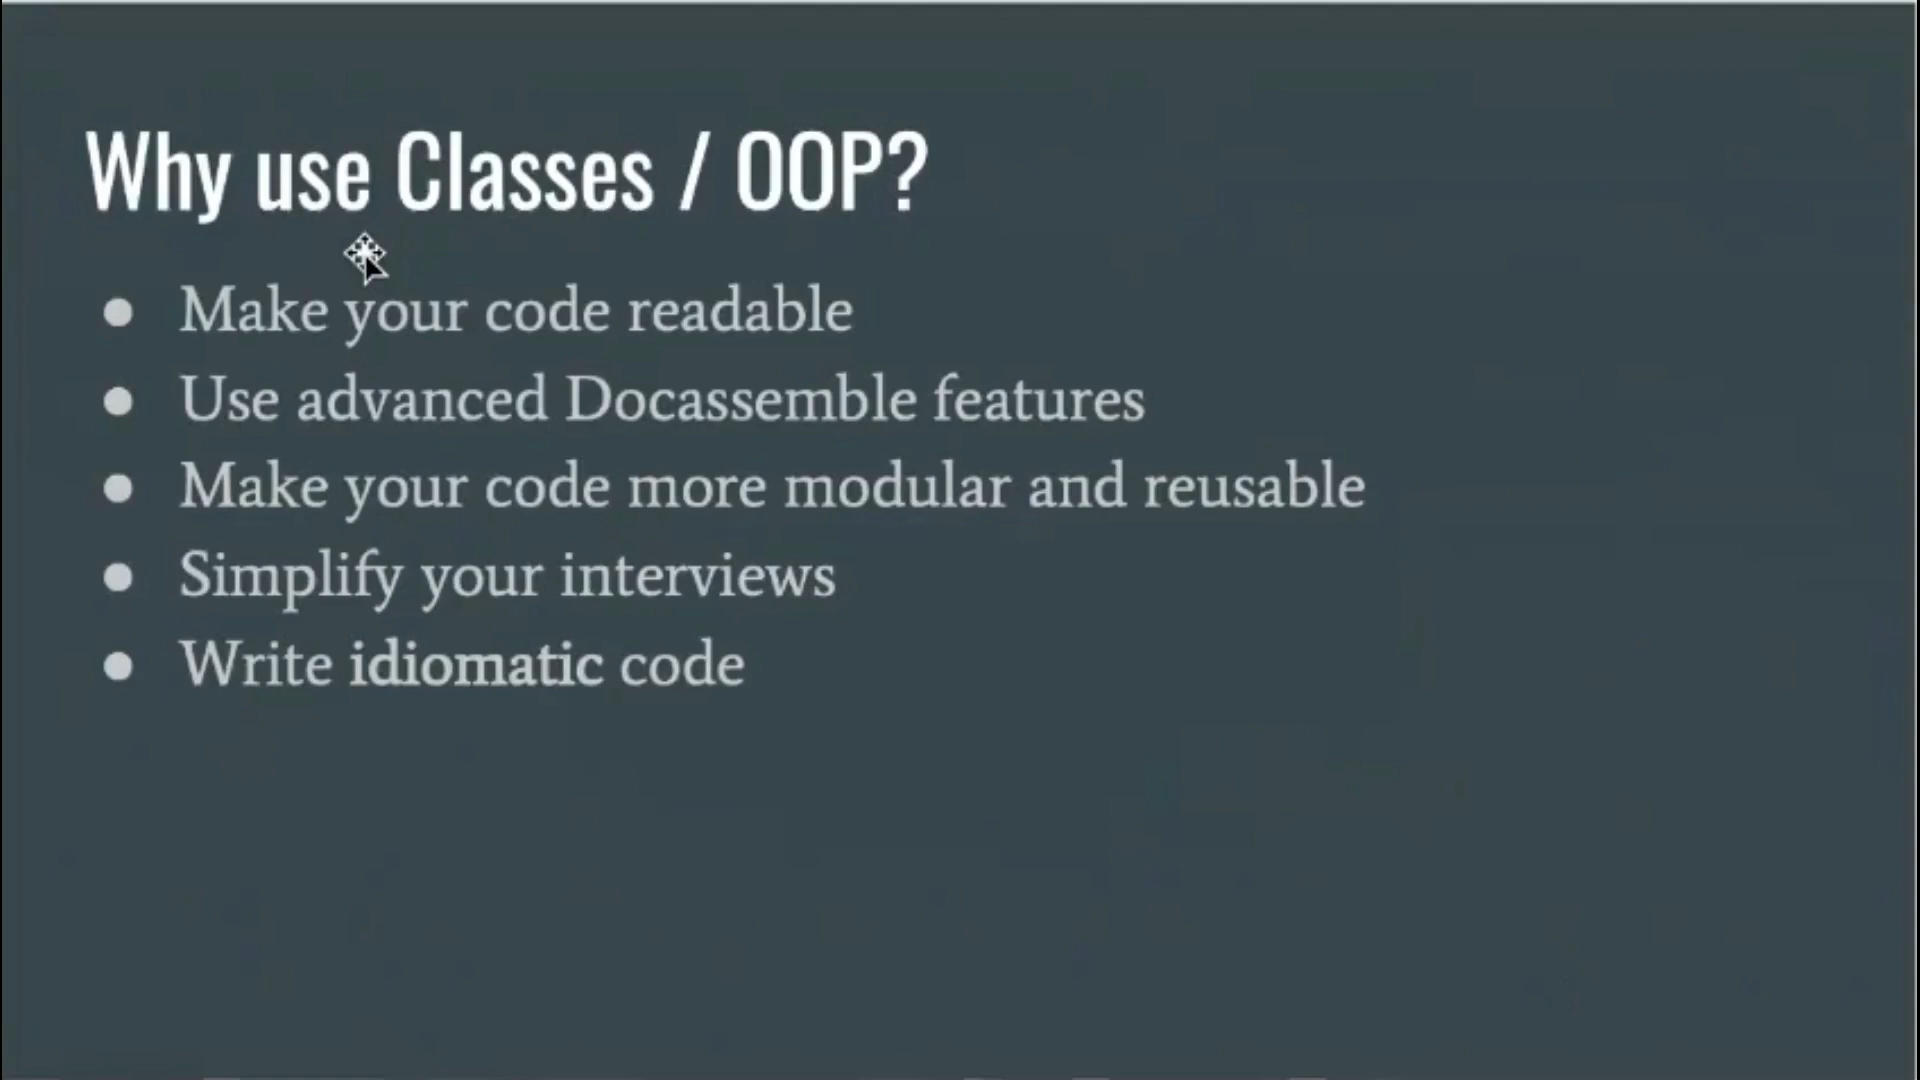 Why use Classes / OOP?
● Make your code readable
● Use advanced Docassemble features
● Make your code more modular and reusable
● Simplify your interviews
● Write idiomatic code